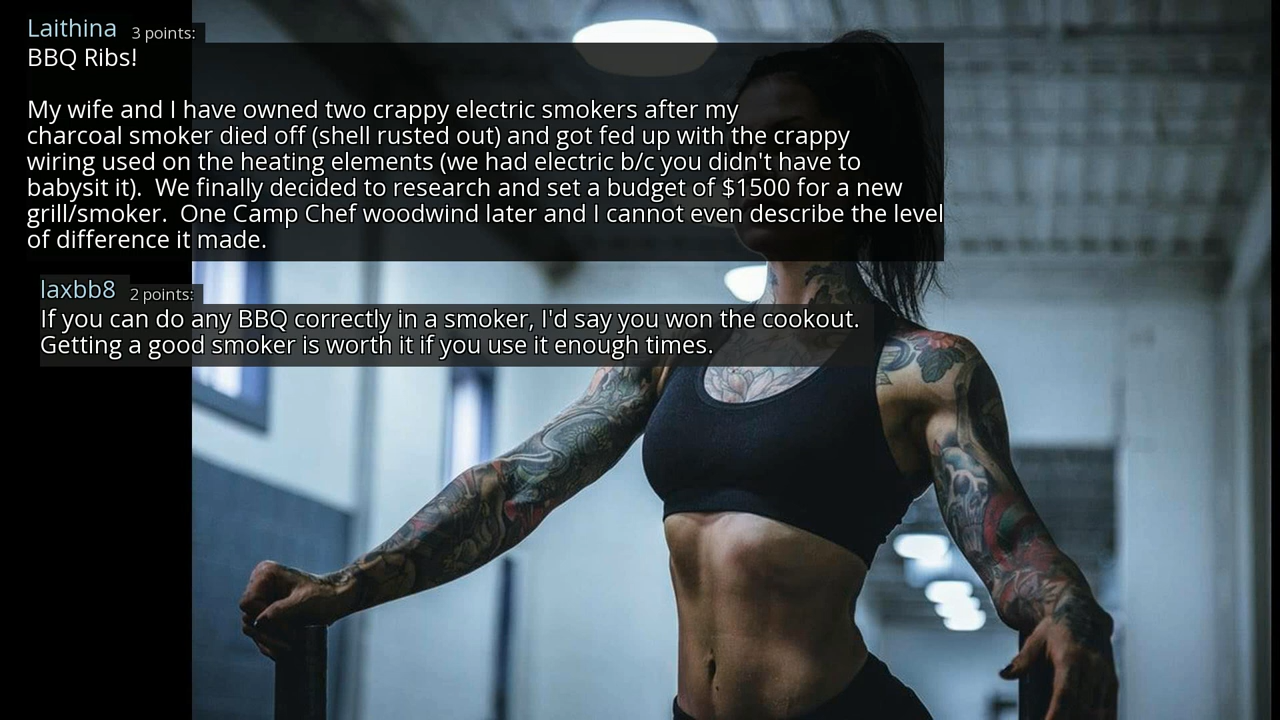 Laithina 3 points:
BBQ Ribs!
My wife and I have owned two crappy electric smokers after my
charcoal smoker died off (shell rusted out) and got fed up with the crappy
wiring used on the heating elements (we had electric b/c you didn't have to
babysit it).  We finally decided to research and set a budget of $1500 for a new
grill/smoker.  One Camp Chef woodwind later and I cannot even describe the level
of difference it made.
laxbb8 2 points:
If you can do any BBQ correctly in a smoker, I'd say you won the cookout.
Getting a good smoker is worth it if you use it enough times.